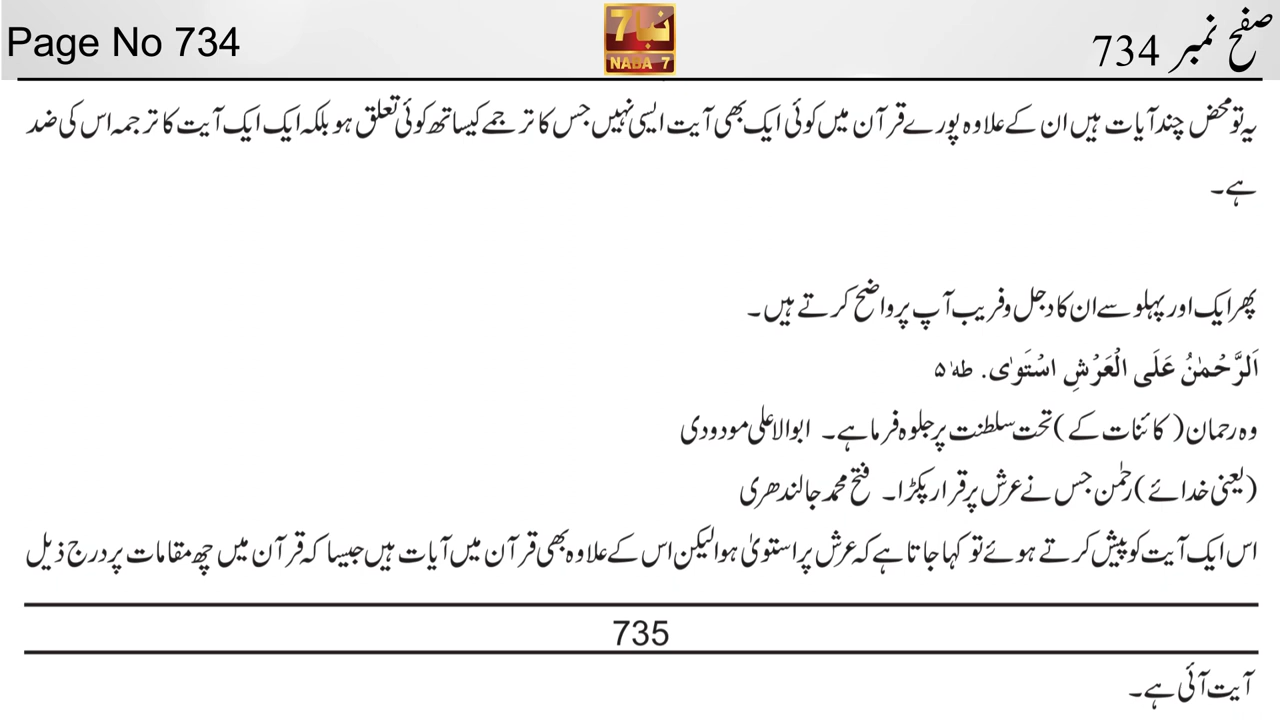 Page No 734
نبا 7
NABA 7
صفحہ نمبر 734
یہ تو محض چند آیات ہیں ان کے علاوہ پورے قرآن میں کوئی ایک بھی آیت ایسی نہیں جس کا ترجمے کیساتھ کوئی تعلق ہو بلکہ ایک ایک آیت کا ترجمہ اس کی ضد
ہے۔
پھر ایک اور پہلو سے ان کا دجل و فریب آپ پر واضح کرتے ہیں۔
اَلرَّحْمٰنُ عَلَی الْعَرْشِ اسْتَوٰی. طہٰ ۵
وہ رحمان (کائنات کے) تخت سلطنت پر جلوہ فرما ہے۔ ابوالاعلی مودودی
(یعنی خدائے) رحمٰن جس نے عرش پر قرار پکڑا۔ فتح محمد جالندھری
اس ایک آیت کو پیش کرتے ہوئے تو کہا جاتا ہے کہ عرش پر استویٰ ہوا لیکن اس کے علاوہ بھی قرآن میں آیات ہیں جیسا کہ قرآن میں چھ مقامات پر درج ذیل
735
آیت آئی ہے۔